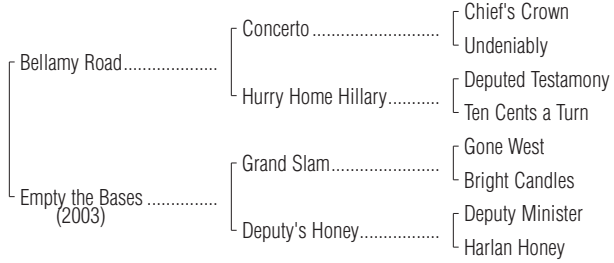 Chief's Crown
Concerto ..............................
Undeniably
Bellamy Road......................
Deputed Testamony
Hurry Home Hillary............
Ten Cents a Turn
Gone West
Grand Slam..........................
Bright Candles
Empty the Bases ................
(2003)
Deputy Minister
Deputy's Honey...................
Harlan Honey